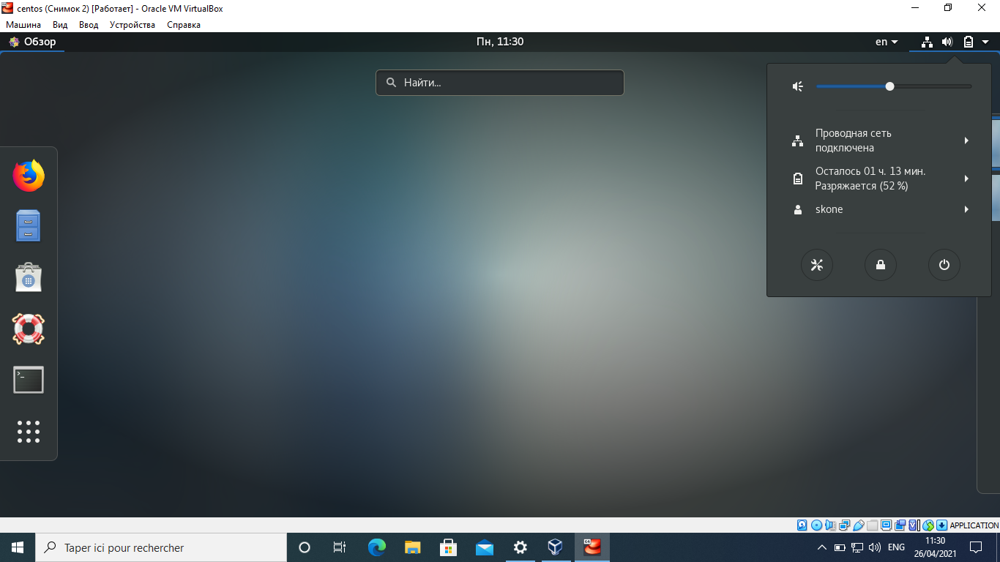 centos (Снимок 2) [Работает] - Oracle VM VirtualBox
Машина Вид Ввод Устройства Справка
Обзор
Пн, 11:30
en
Найти...
Проводная сеть
подключена
Осталось 01 ч. 13 мин.
Разряжается (52 %)
skone
APPLICATION
Taper ici pour rechercher
ENG
11:30
26/04/2021